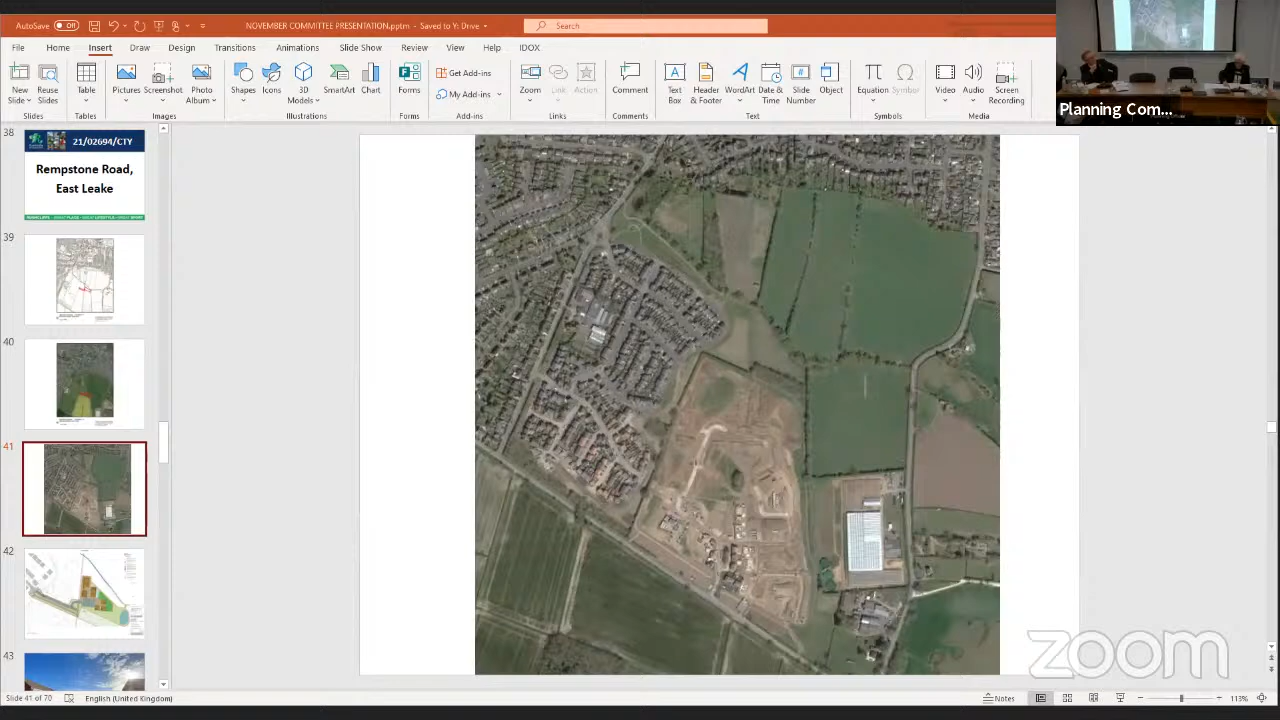 AutoSave Off NOVEMBER COMMITTEE PRESENTATION.pptm - Saved to Y: Drive Search
File Home Insert Draw Design Transitions Animations Slide Show Review View Help IDOX
New Slide Reuse Slides Table Pictures Screenshot Photo Album Shapes Icons 3D Models SmartArt Chart Forms Get Add-ins My Add-ins Zoom Link Action Comment Text Box Header & Footer WordArt Date & Time Slide Number Object Equation Symbol Video Audio Screen Recording
Slides Tables Images Illustrations Forms Add-ins Links Comments Text Symbols Media
Planning Com...
38
21/02694/CTY
Rempstone Road,
East Leake
39
40
41
42
43
zoom
Slide 41 of 70 English (United Kingdom) Notes 113%